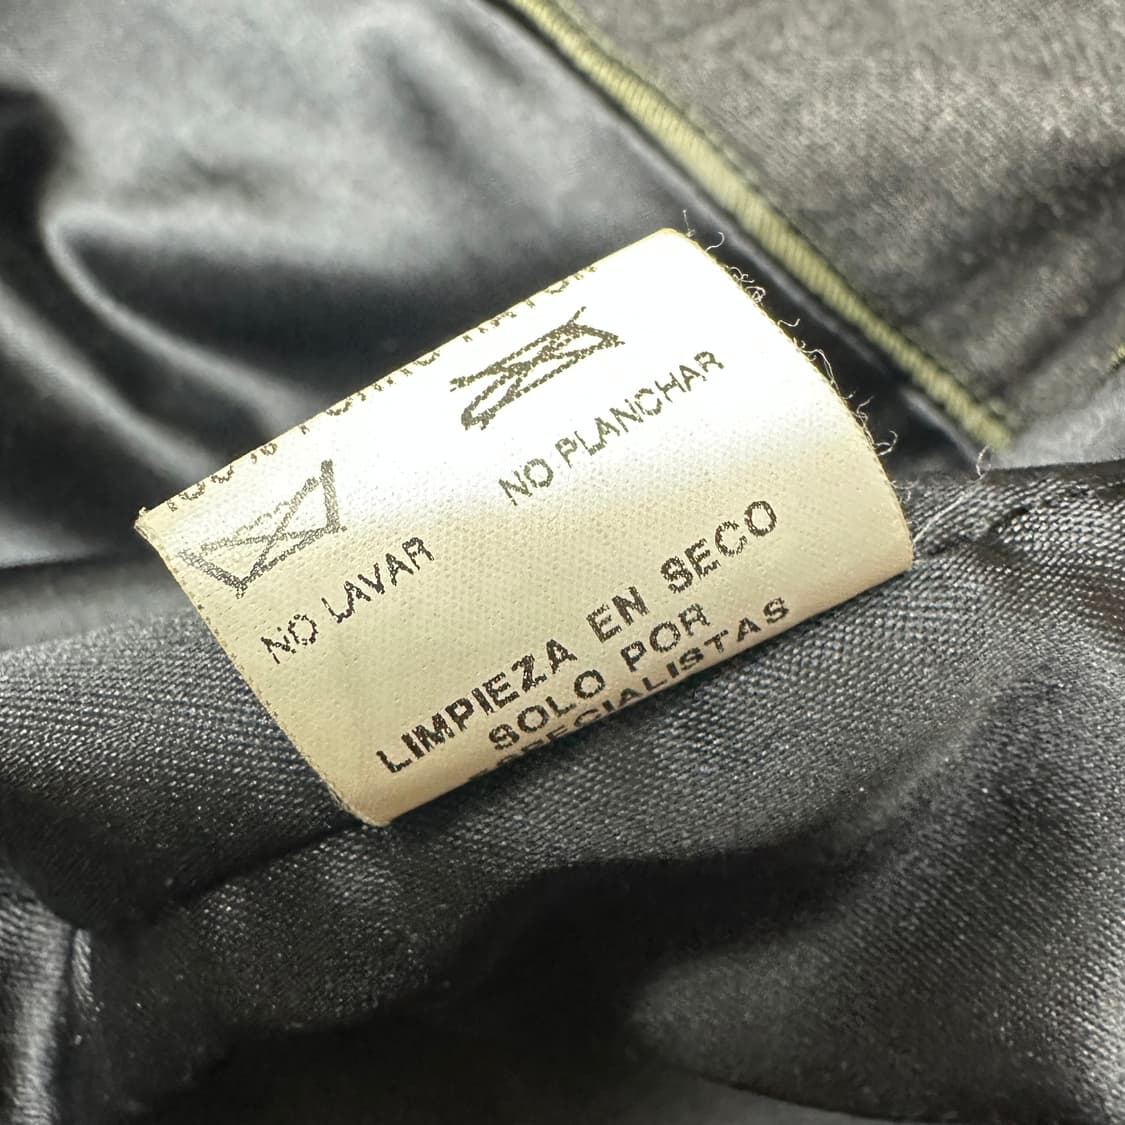 NO PLANCHAR
NO LAVAR
LIMPIEZA EN SECO
SOLO POR
ESPECIALISTAS